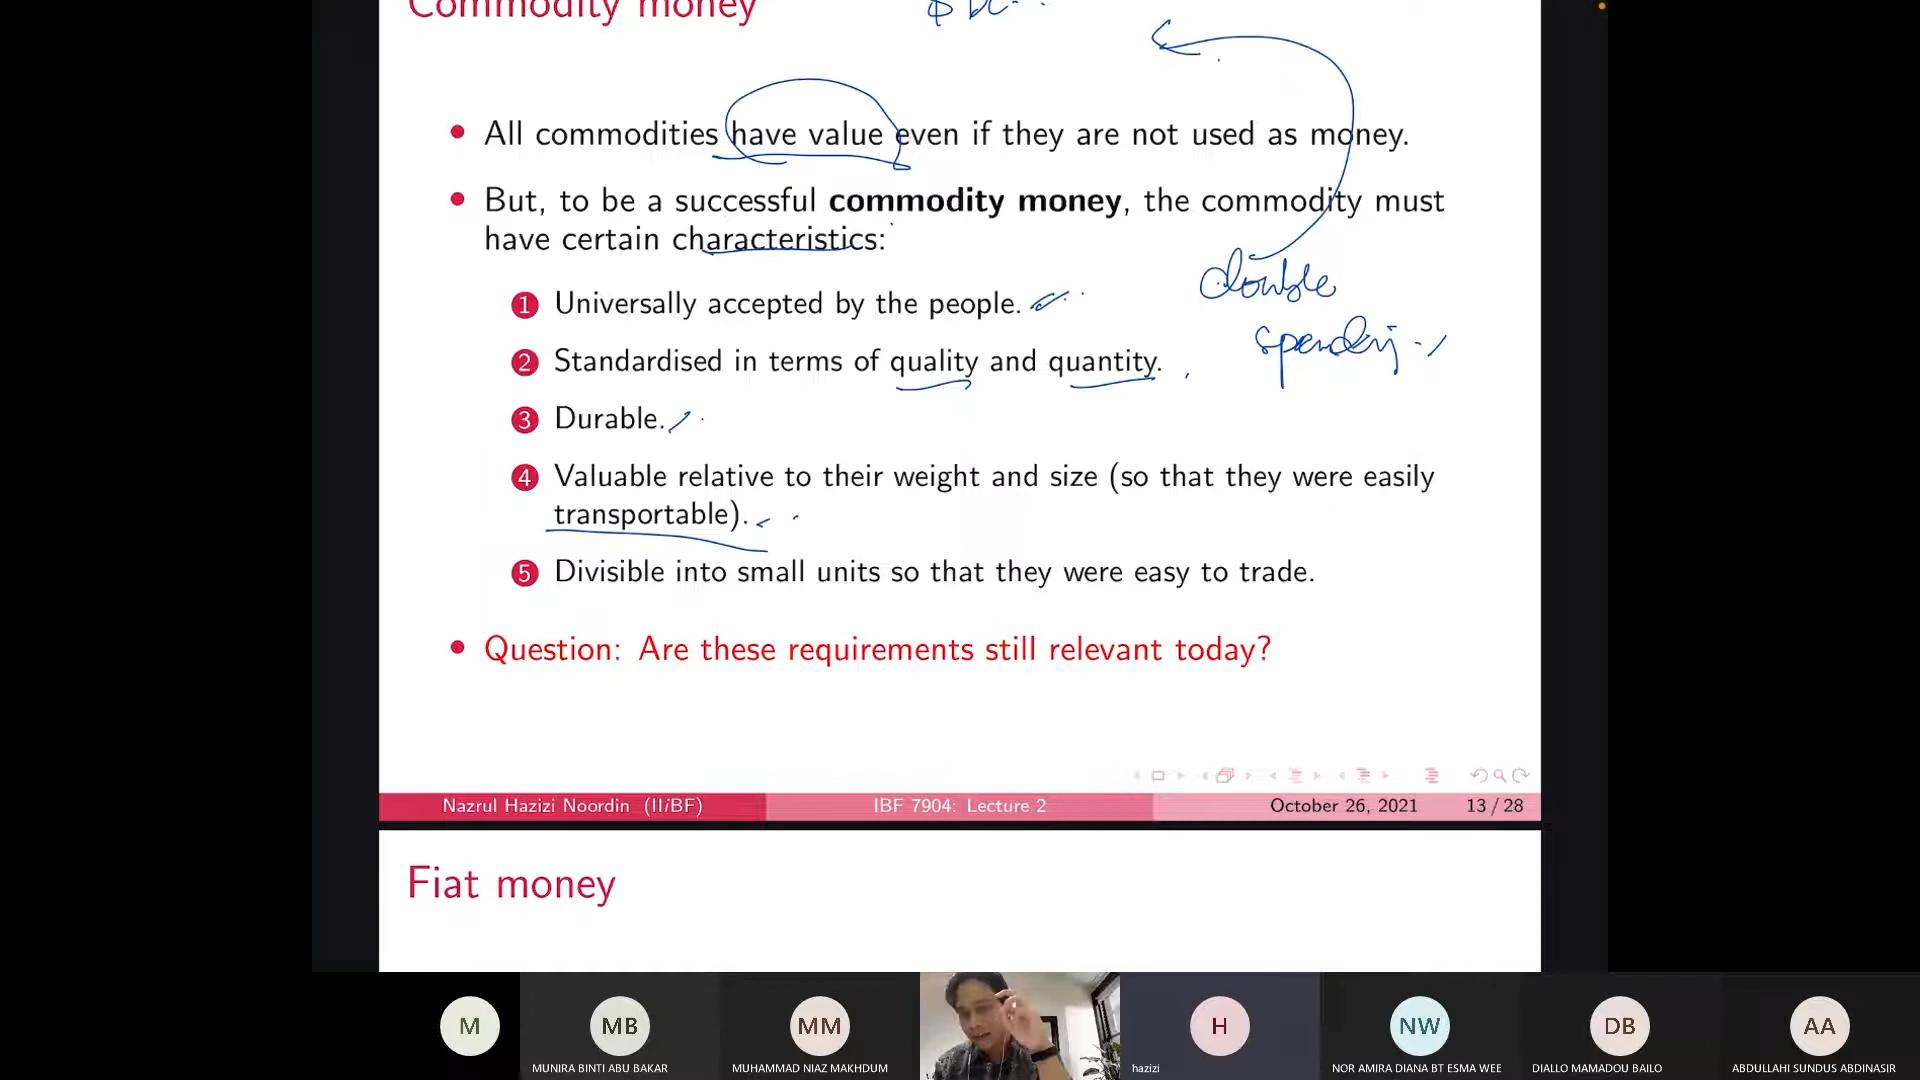 Commodity money
All commodities have value even if they are not used as money.
But, to be a successful commodity money, the commodity must
have certain characteristics:
double
spending
1 Universally accepted by the people.
2 Standardised in terms of quality and quantity.
3 Durable.
4 Valuable relative to their weight and size (so that they were easily
transportable).
5 Divisible into small units so that they were easy to trade.
Question: Are these requirements still relevant today?
Nazrul Hazizi Noordin (IIiBF) IBF 7904: Lecture 2 October 26, 2021 13 / 28
Fiat money
M MB MM H NW DB AA
MUNIRA BINTI ABU BAKAR MUHAMMAD NIAZ MAKHDUM hazizi NOR AMIRA DIANA BT ESMA WEE DIALLO MAMADOU BAILO ABDULLAHI SUNDUS ABDINASIR